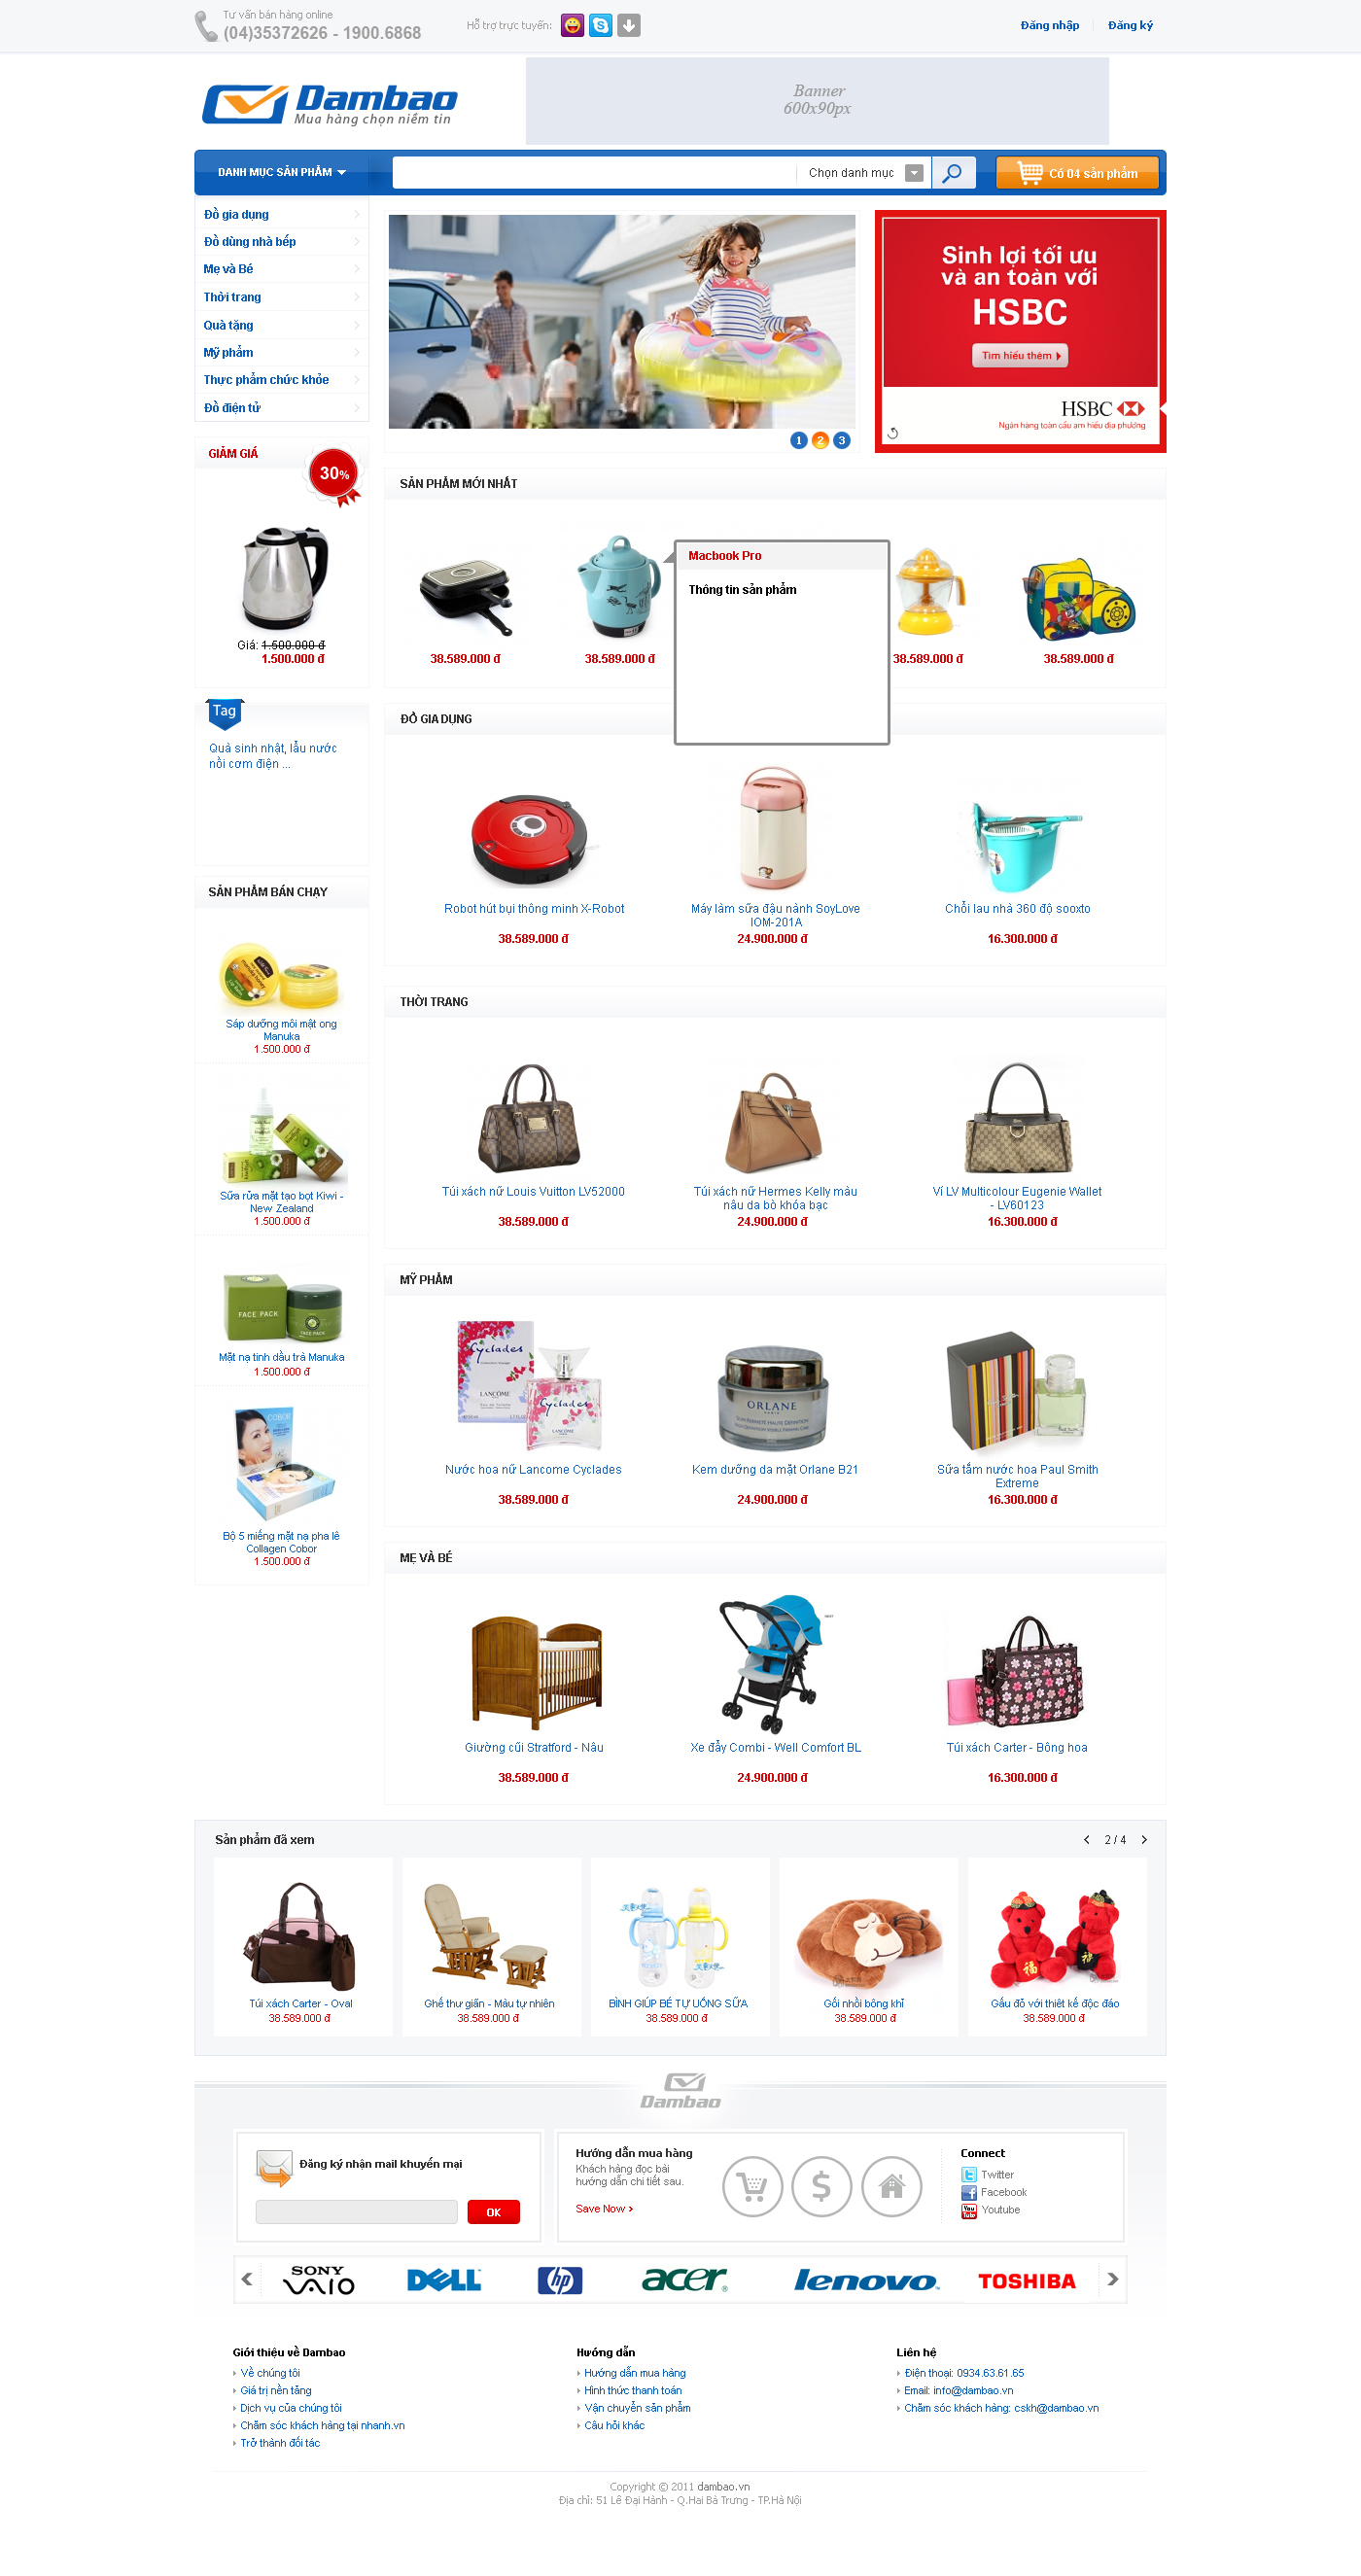 Tư vấn bán hàng online
(04)35372626 - 1900.6868
Hỗ trợ trực tuyến:
Đăng nhập
Đăng ký
Dambao
Mua hàng chọn niềm tin
Banner
600x90px
DANH MỤC SẢN PHẨM
Chọn danh mục
Có 04 sản phẩm
Đồ gia dụng
Đồ dùng nhà bếp
Mẹ và Bé
Thời trang
Quà tặng
Mỹ phẩm
Thực phẩm chức khỏe
Đồ điện tử
1 2 3
Sinh lợi tối ưu
và an toàn với
HSBC
Tìm hiểu thêm
HSBC
Ngân hàng toàn cầu am hiểu địa phương
GIẢM GIÁ
30%
Giá: 1.500.000 đ
1.500.000 đ
SẢN PHẨM MỚI NHẤT
38.589.000 đ
38.589.000 đ
Macbook Pro
Thông tin sản phẩm
38.589.000 đ
38.589.000 đ
Tag
Quà sinh nhật, lẩu nước
nồi cơm điện ...
ĐỒ GIA DỤNG
Robot hút bụi thông minh X-Robot
38.589.000 đ
Máy làm sữa đậu nành SoyLove
IOM-201A
24.900.000 đ
Chổi lau nhà 360 độ sooxto
16.300.000 đ
SẢN PHẨM BÁN CHẠY
Sáp dưỡng môi mật ong
Manuka
1.500.000 đ
Sữa rửa mặt tạo bọt Kiwi -
New Zealand
1.500.000 đ
FACE PACK
FACE PACK
Mặt nạ tinh dầu trà Manuka
1.500.000 đ
COBOR
Bộ 5 miếng mặt nạ pha lê
Collagen Cobor
1.500.000 đ
THỜI TRANG
Túi xách nữ Louis Vuitton LV52000
38.589.000 đ
Túi xách nữ Hermes Kelly màu
nâu da bò khóa bạc
24.900.000 đ
Ví LV Multicolour Eugenie Wallet
- LV60123
16.300.000 đ
MỸ PHẨM
Cyclades
LANCÔME
Cyclades
LANCÔME
Nước hoa nữ Lancome Cyclades
38.589.000 đ
ORLANE
PARIS
Kem dưỡng da mặt Orlane B21
24.900.000 đ
Sữa tắm nước hoa Paul Smith
Extreme
16.300.000 đ
MẸ VÀ BÉ
Giường cũi Stratford - Nâu
38.589.000 đ
Xe đẩy Combi - Well Comfort BL
24.900.000 đ
Túi xách Carter - Bông hoa
16.300.000 đ
Sản phẩm đã xem
2 / 4
Túi xách Carter - Oval
38.589.000 đ
Ghế thư giãn - Màu tự nhiên
38.589.000 đ
BÌNH GIÚP BÉ TỰ UỐNG SỮA
38.589.000 đ
Gối nhồi bông khỉ
38.589.000 đ
福
Gấu đỏ với thiết kế độc đáo
38.589.000 đ
Dambao
Đăng ký nhận mail khuyến mại
OK
Hướng dẫn mua hàng
Khách hàng đọc bài
hướng dẫn chi tiết sau.
Save Now
$
Connect
Twitter
Facebook
You Tube
Youtube
SONY
VAIO
DELL
hp
acer
lenovo
TOSHIBA
Giới thiệu về Dambao
Về chúng tôi
Giá trị nền tảng
Dịch vụ của chúng tôi
Chăm sóc khách hàng tại nhanh.vn
Trở thành đối tác
Hướng dẫn
Hướng dẫn mua hàng
Hình thức thanh toán
Vận chuyển sản phẩm
Câu hỏi khác
Liên hệ
Điện thoại: 0934.63.61.65
Email: info@dambao.vn
Chăm sóc khách hàng: cskh@dambao.vn
Copyright © 2011 dambao.vn
Địa chỉ: 51 Lê Đại Hành - Q.Hai Bà Trưng - TP.Hà Nội